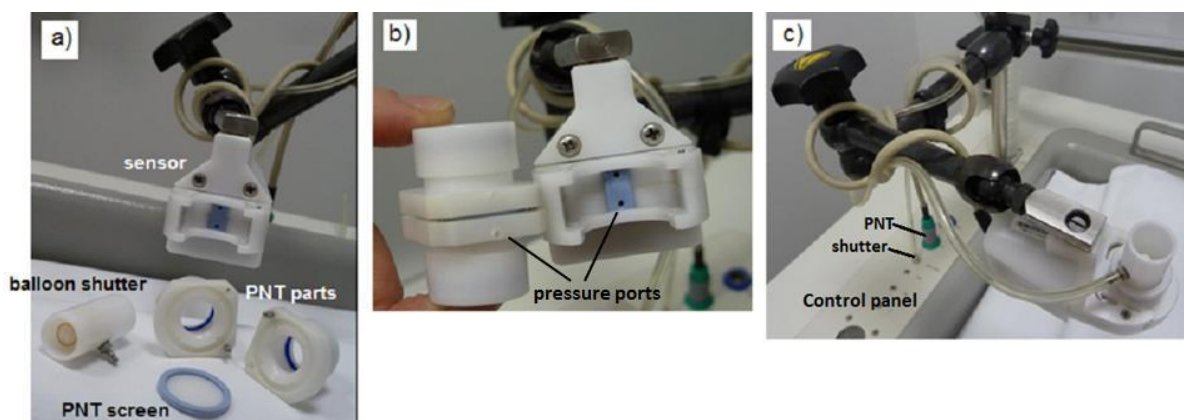 a)
sensor
balloon shutter
PNT parts
PNT screen
b)
pressure ports
c)
PNT
shutter
Control panel